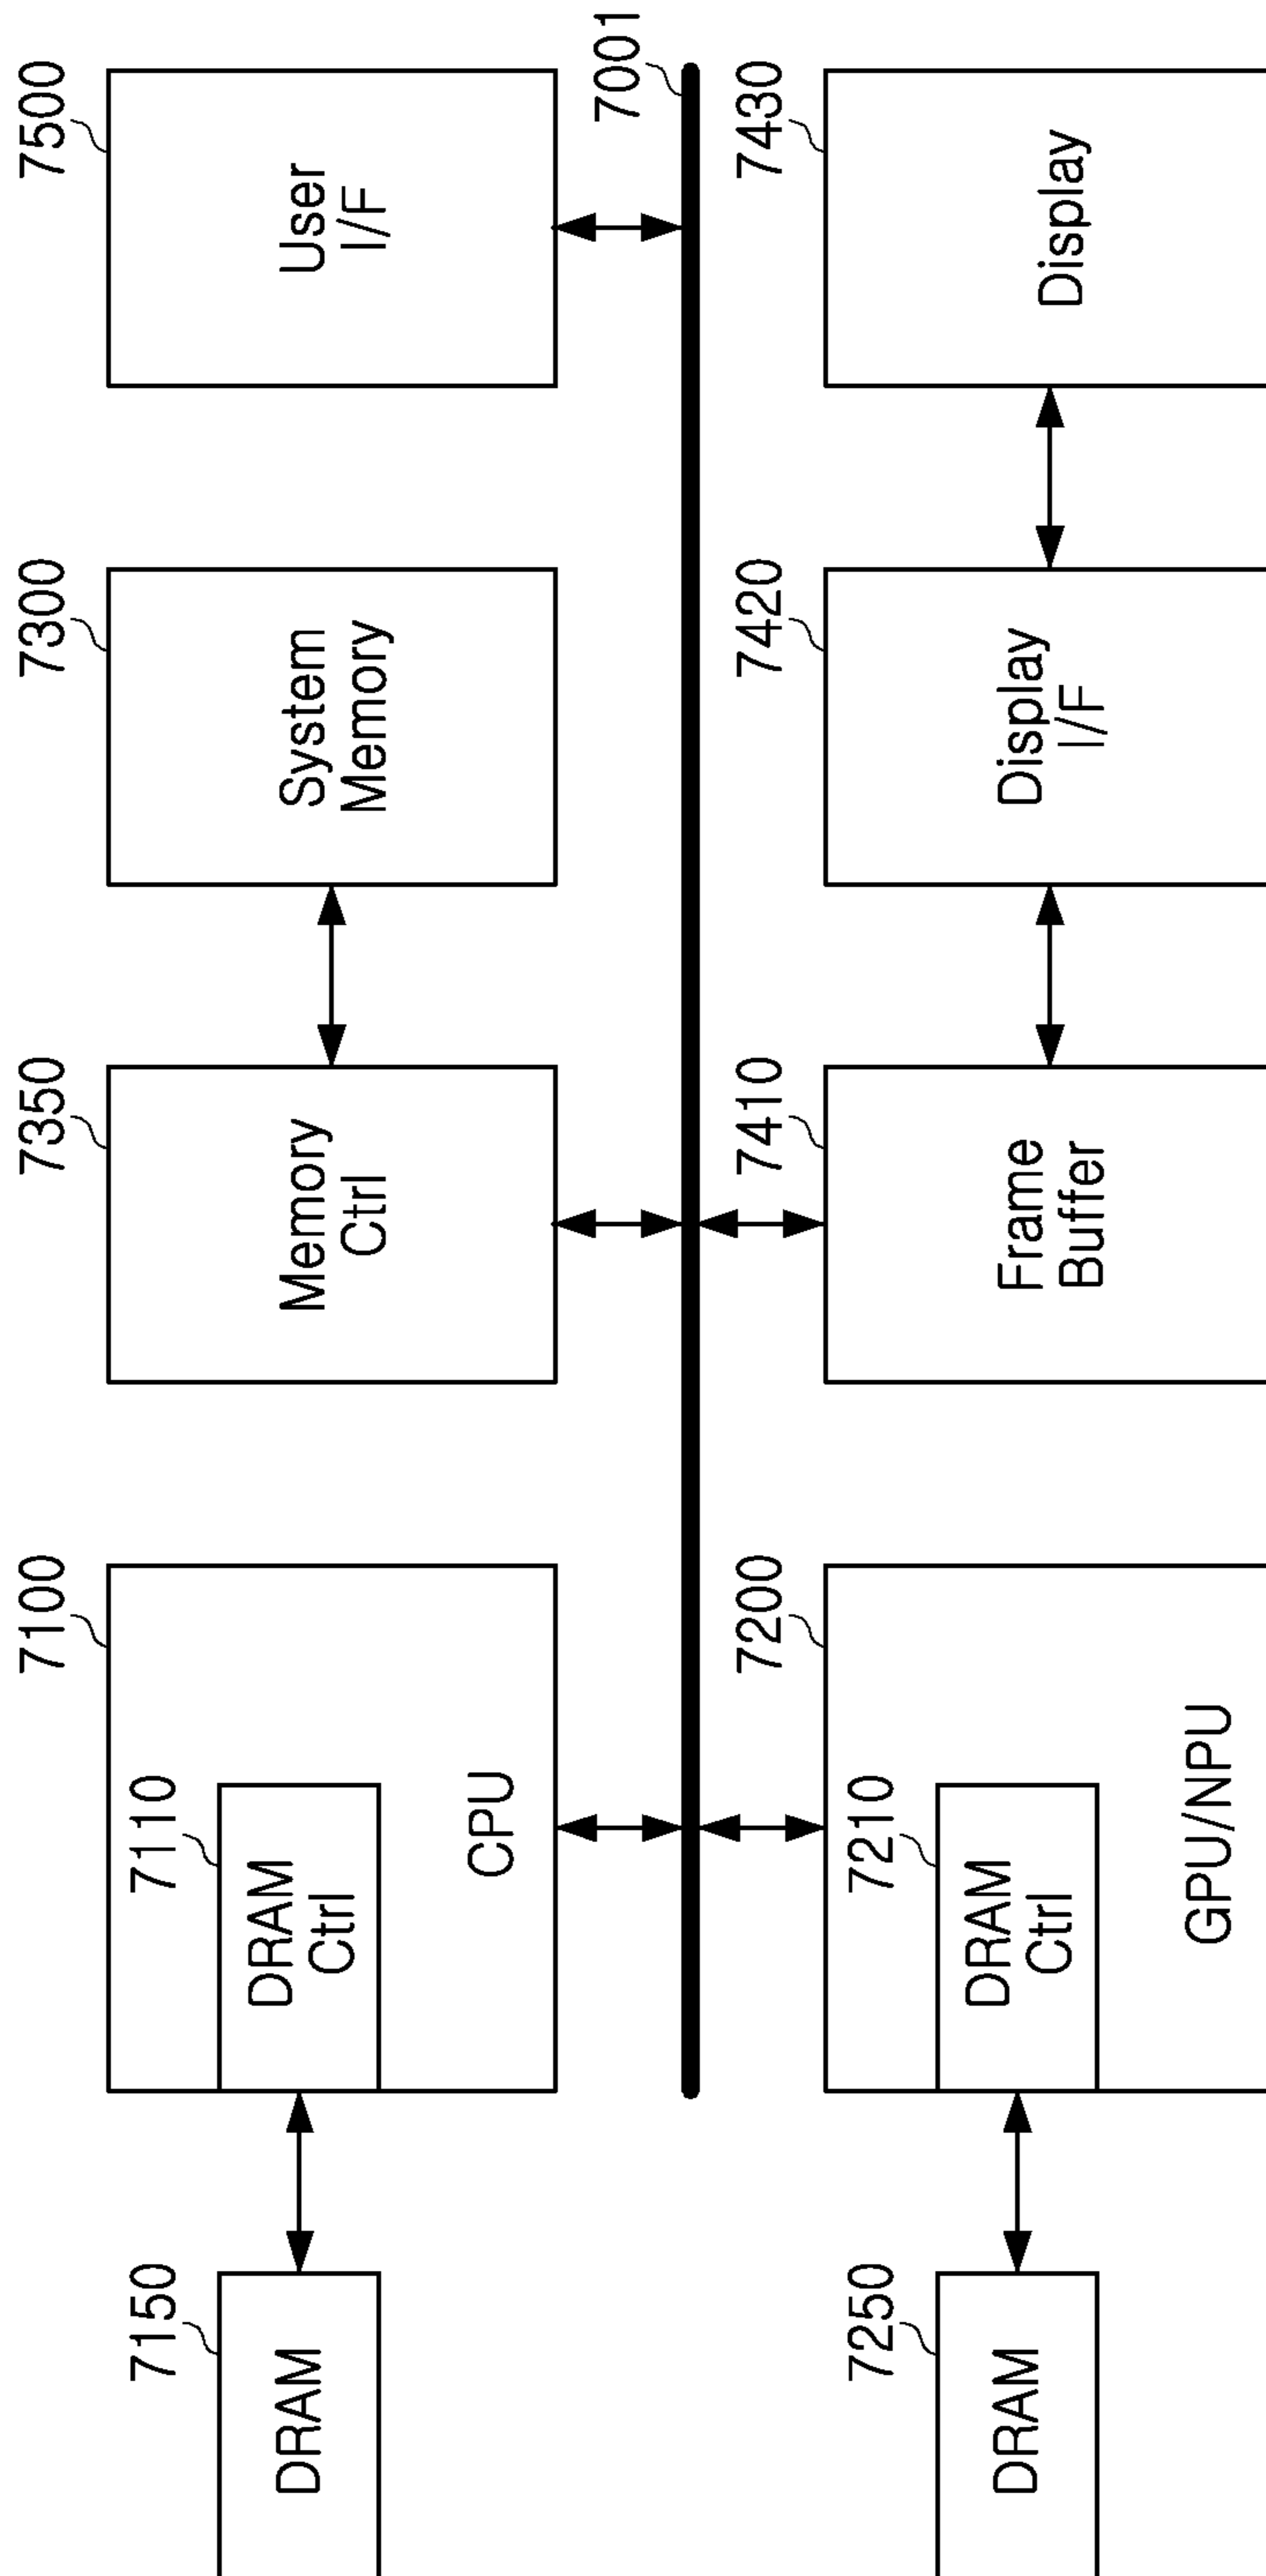 7150
DRAM
7100
7110
DRAM
Ctrl
CPU
7350
Memory
Ctrl
7300
System
Memory
7500
User
I/F
7001
7250
DRAM
7200
7210
DRAM
Ctrl
GPU/NPU
7410
Frame
Buffer
7420
Display
I/F
7430
Display